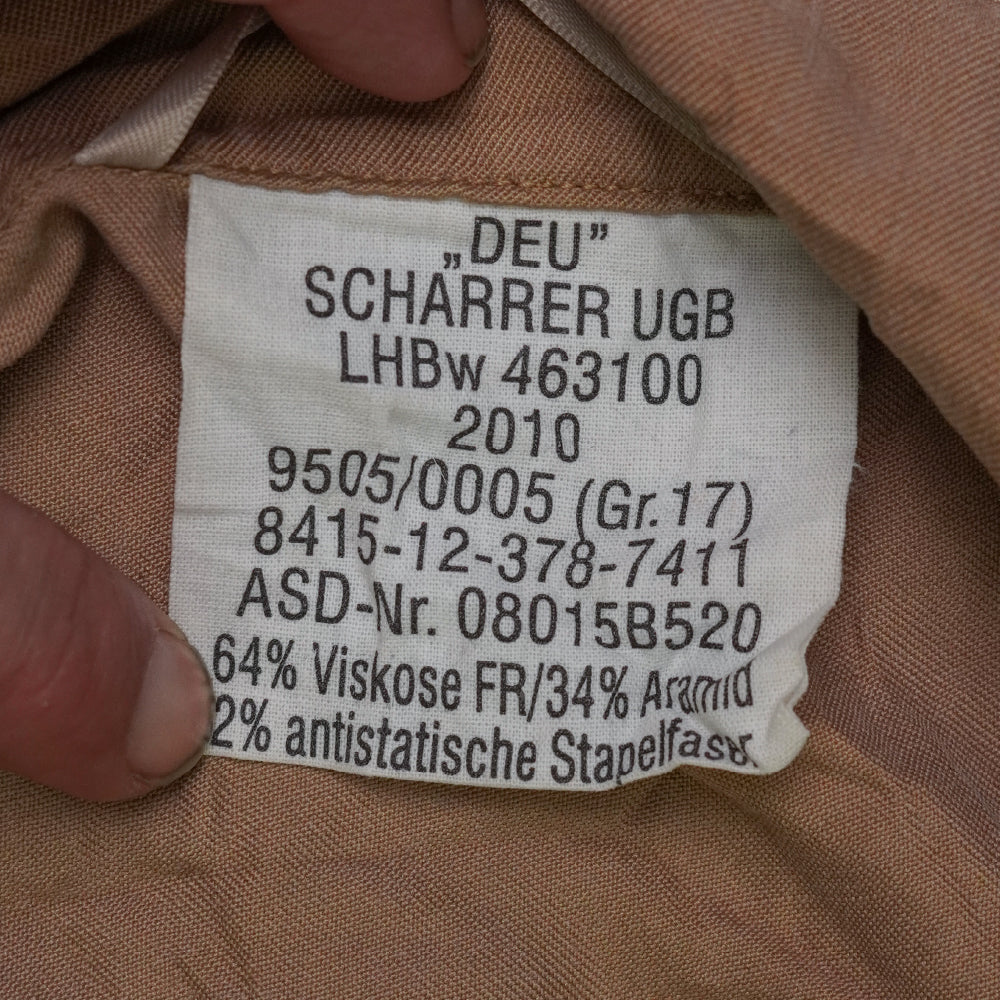 „DEU”
SCHARRER UGB
LHBw 463100
2010
9505/0005 (Gr.17)
8415-12-378-7411
ASD-Nr. 08015B520
64% Viskose FR/34% Aramid
2% antistatische Stapelfaser